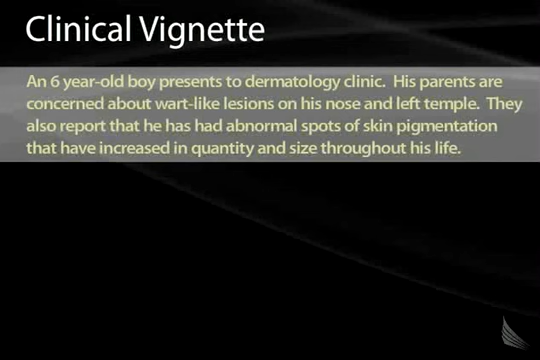 Clinical Vignette
An 6 year-old boy presents to dermatology clinic. His parents are
concerned about wart-like lesions on his nose and left temple. They
also report that he has had abnormal spots of skin pigmentation
that have increased in quantity and size throughout his life.